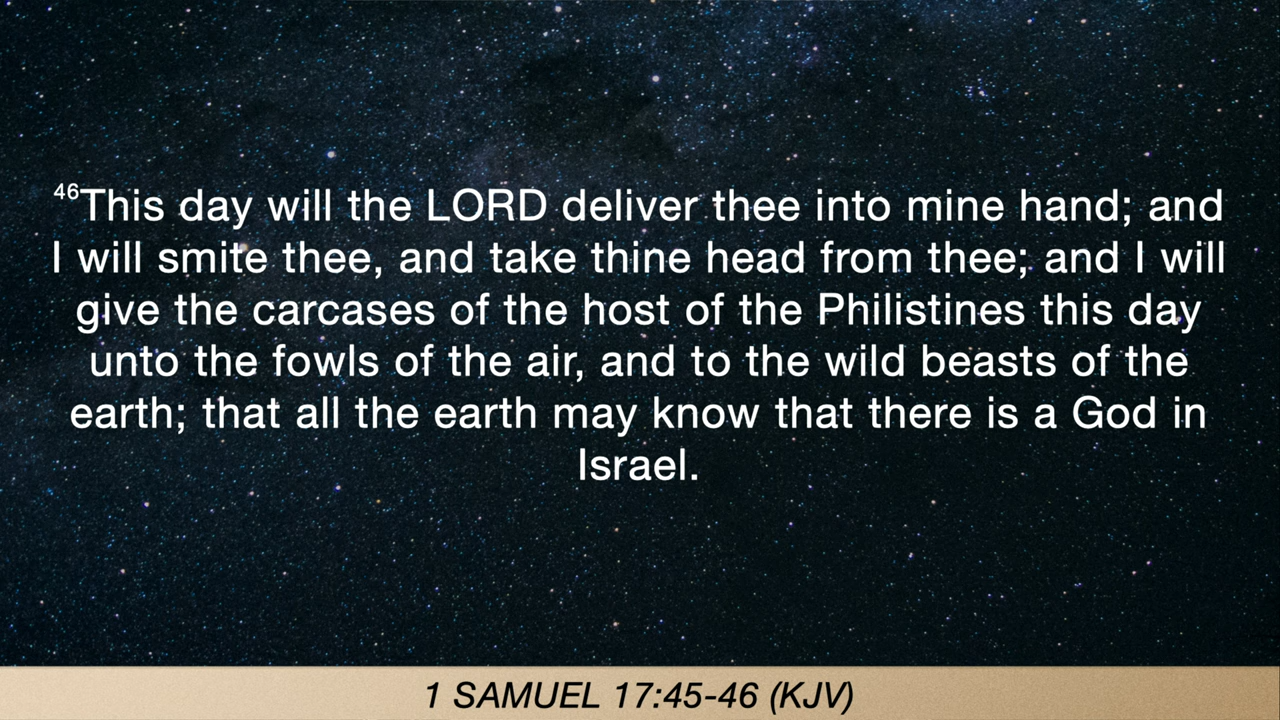 46This day will the LORD deliver thee into mine hand; and
I will smite thee, and take thine head from thee; and I will
give the carcases of the host of the Philistines this day
unto the fowls of the air, and to the wild beasts of the
earth; that all the earth may know that there is a God in
Israel.
1 SAMUEL 17:45-46 (KJV)